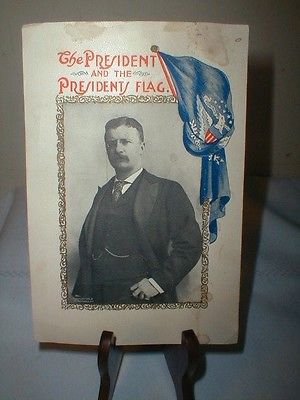 The PRESIDENT
AND THE
PRESIDENTS FLAG.